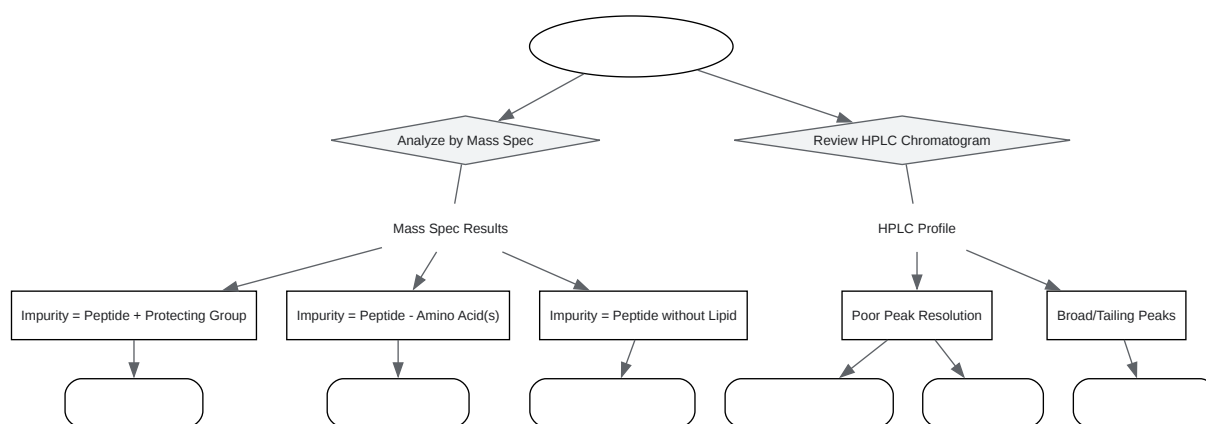 Analyze by Mass Spec
Review HPLC Chromatogram
Mass Spec Results
HPLC Profile
Impurity = Peptide + Protecting Group
Impurity = Peptide - Amino Acid(s)
Impurity = Peptide without Lipid
Poor Peak Resolution
Broad/Tailing Peaks